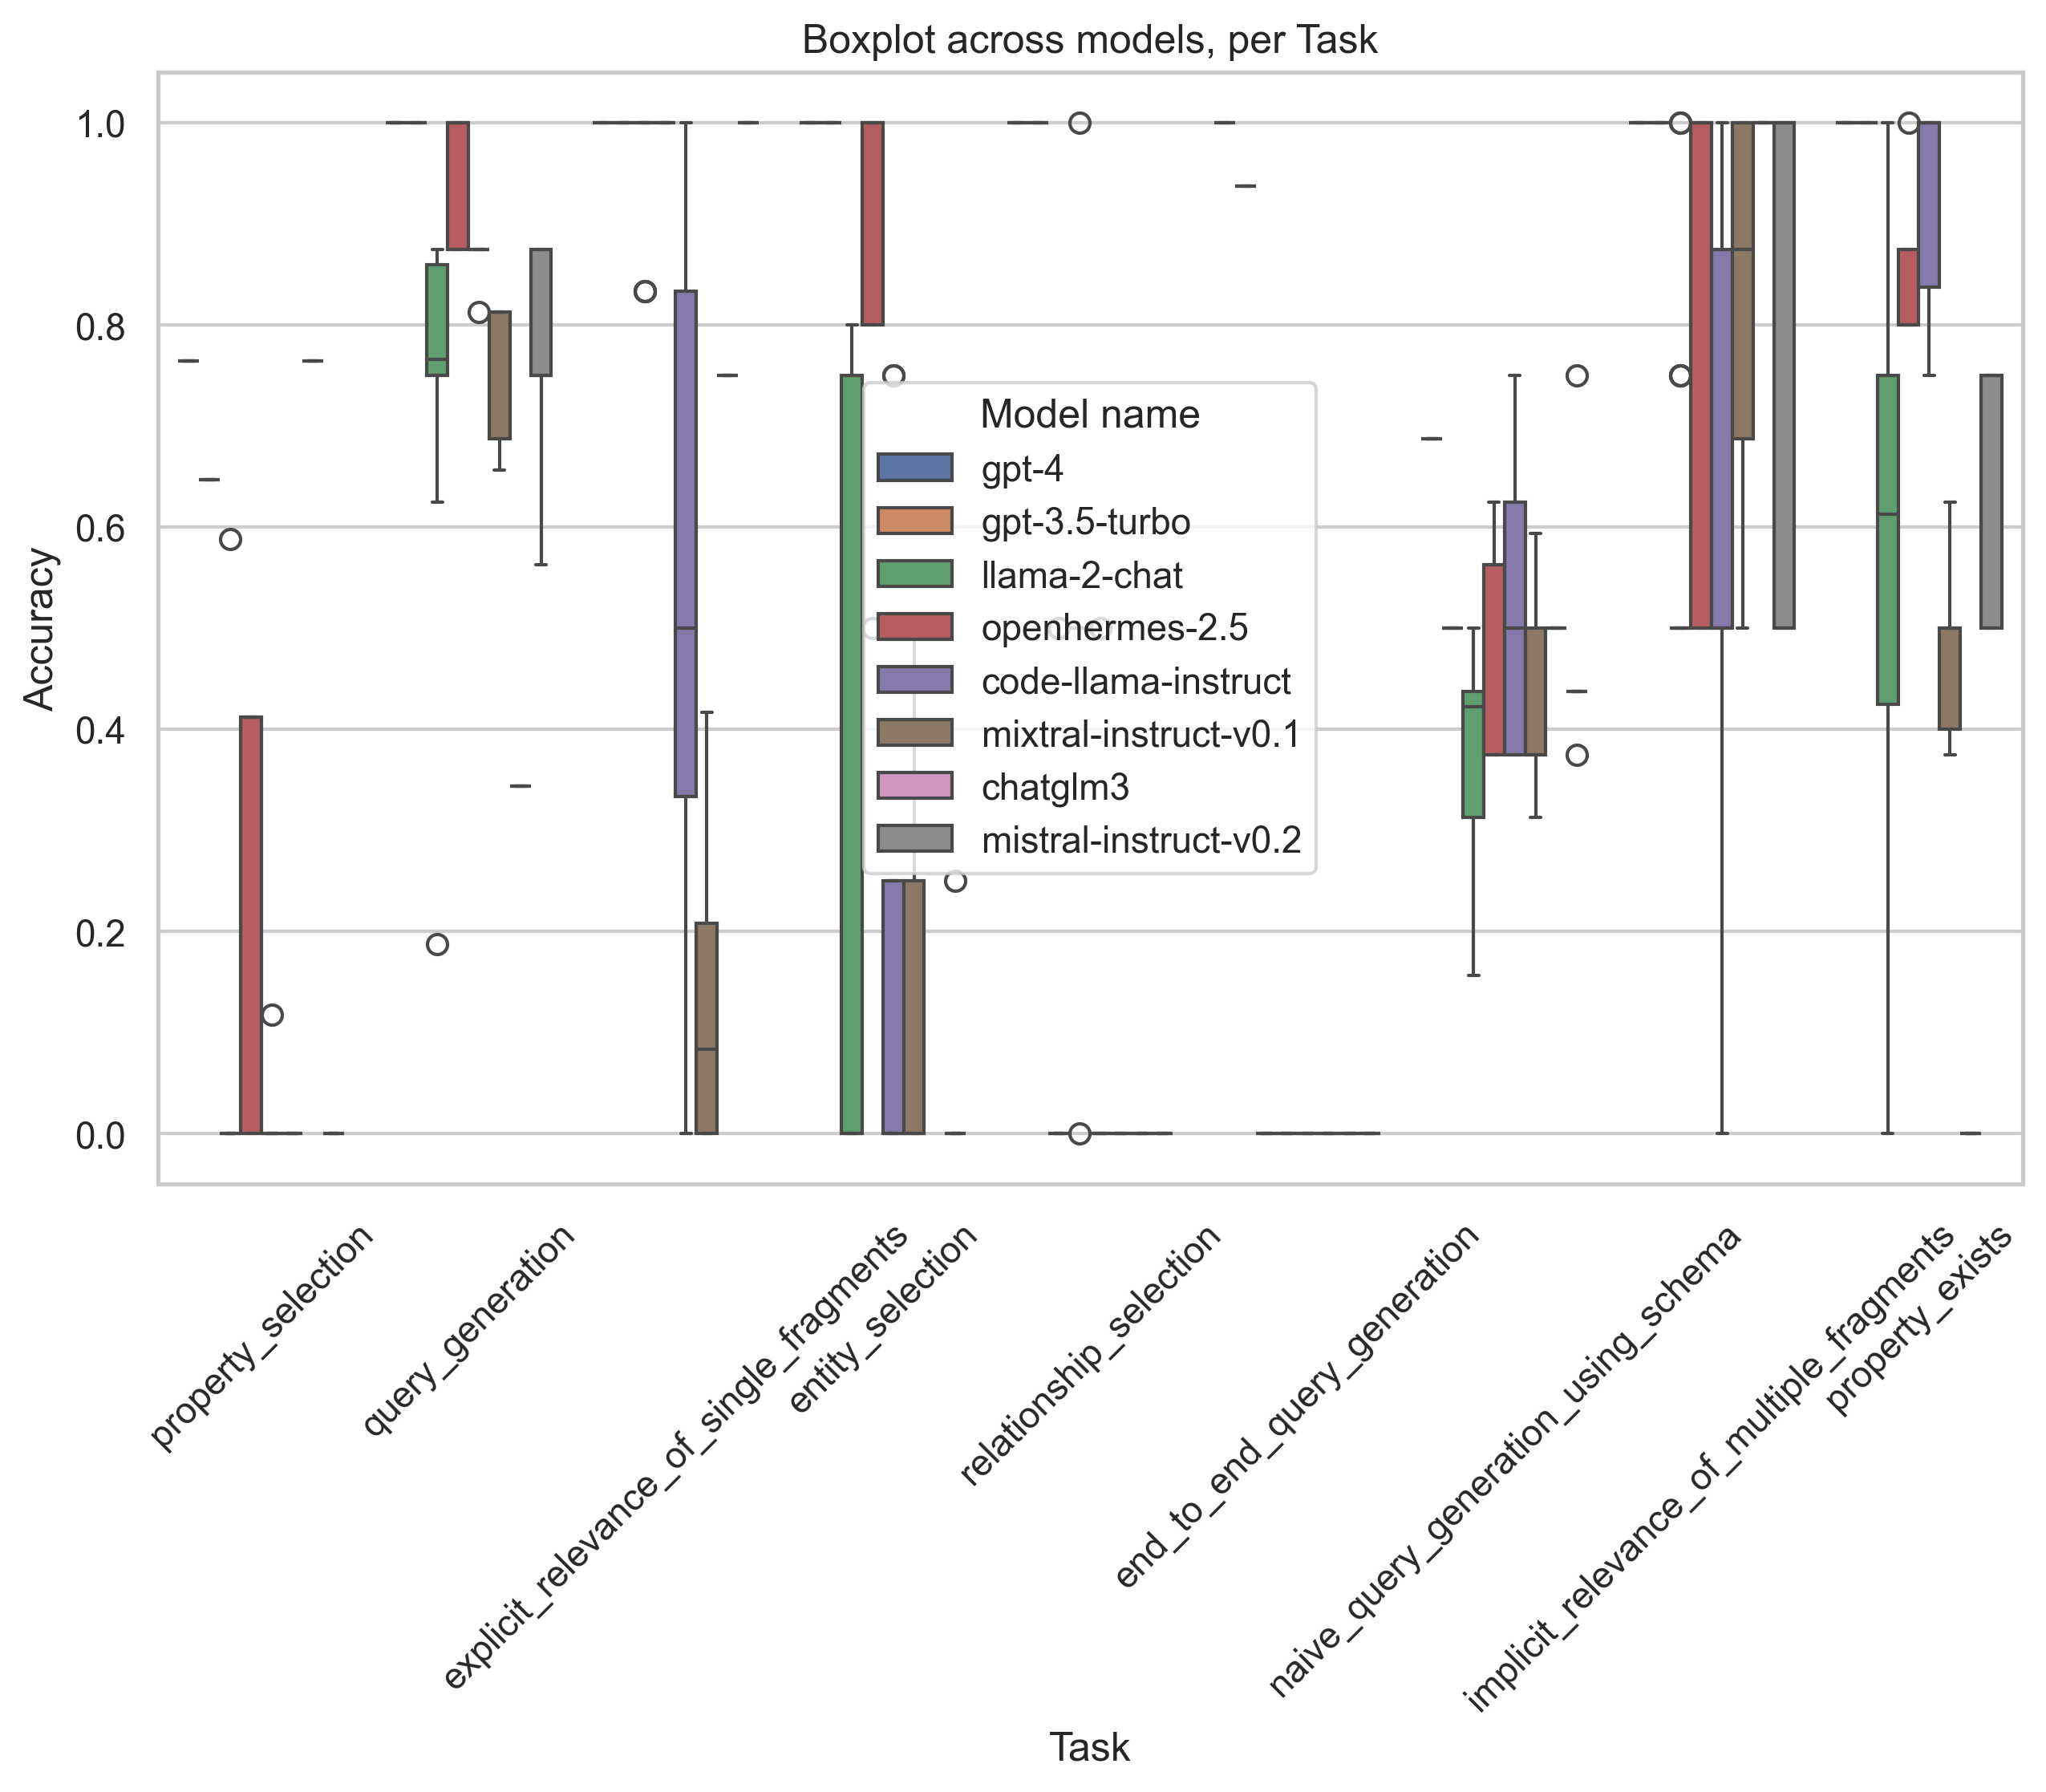 Boxplot across models, per Task
Accuracy
1.0
0.8
0.6
0.4
0.2
0.0
Model name
gpt-4
gpt-3.5-turbo
llama-2-chat
openhermes-2.5
code-llama-instruct
mixtral-instruct-v0.1
chatglm3
mistral-instruct-v0.2
property_selection
query_generation
explicit_relevance_of_single_fragments
entity_selection
relationship_selection
end_to_end_query_generation
naive_query_generation_using_schema
implicit_relevance_of_multiple_fragments
property_exists
Task